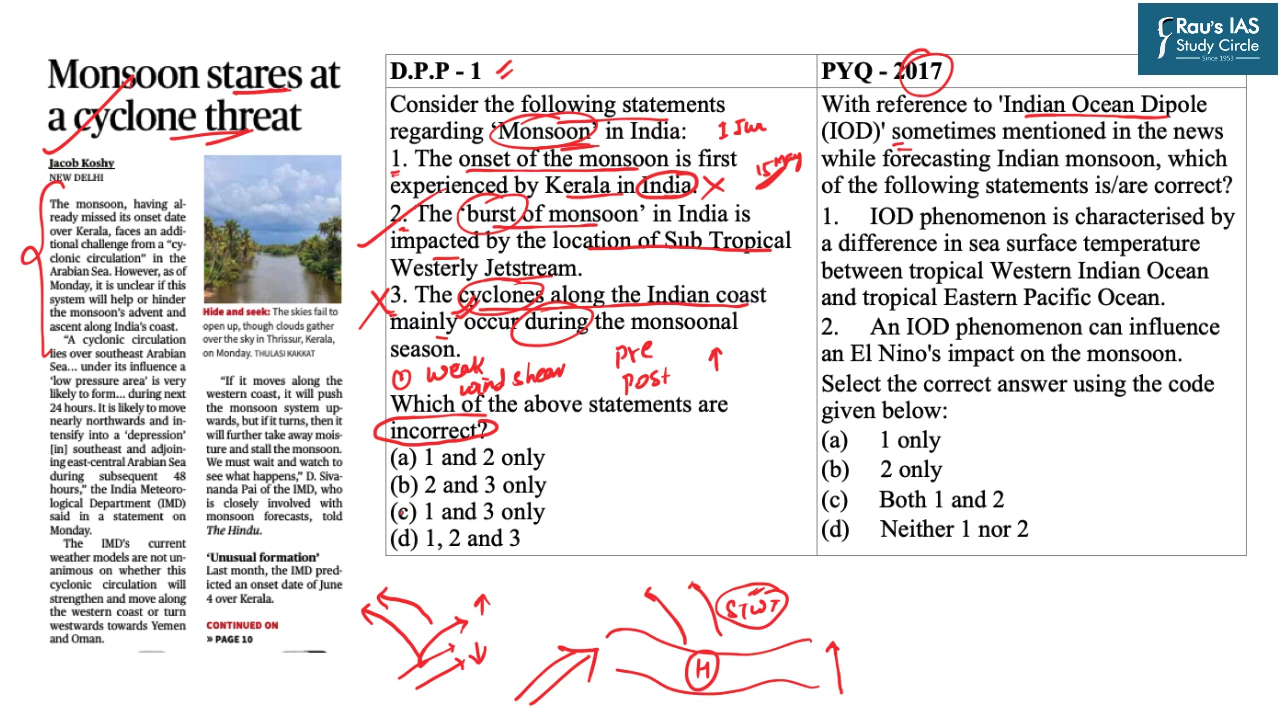 Rau's IAS
Study Circle
Since 1953
Monsoon stares at
a cyclone threat
Jacob Koshy
NEW DELHI
The monsoon, having al-
ready missed its onset date
over Kerala, faces an addi-
tional challenge from a “cy-
clonic circulation” in the
Arabian Sea. However, as of
Monday, it is unclear if this
system will help or hinder
the monsoon’s advent and
ascent along India’s coast.
“A cyclonic circulation
lies over southeast Arabian
Sea... under its influence a
‘low pressure area’ is very
likely to form... during next
24 hours. It is likely to move
nearly northwards and in-
tensify into a ‘depression’
[in] southeast and adjoin-
ing east-central Arabian Sea
during subsequent 48
hours,” the India Meteoro-
logical Department (IMD)
said in a statement on
Monday.
The IMD’s current
weather models are not un-
animous on whether this
cyclonic circulation will
strengthen and move along
the western coast or turn
westwards towards Yemen
and Oman.
Hide and seek: The skies fail to
open up, though clouds gather
over the sky in Thrissur, Kerala,
on Monday. THULASI KAKKAT
“If it moves along the
western coast, it will push
the monsoon system up-
wards, but if it turns, then it
will further take away mois-
ture and stall the monsoon.
We must wait and watch to
see what happens,” D. Siva-
nanda Pai of the IMD, who
is closely involved with
monsoon forecasts, told
The Hindu.
‘Unusual formation’
Last month, the IMD pred-
icted an onset date of June
4 over Kerala.
CONTINUED ON
» PAGE 10
D.P.P - 1
Consider the following statements
regarding ‘Monsoon’ in India:
1 Jun
1. The onset of the monsoon is first
15 May
experienced by Kerala in India.
2. The ‘burst of monsoon’ in India is
impacted by the location of Sub Tropical
Westerly Jetstream.
3. The cyclones along the Indian coast
mainly occur during the monsoonal
season.
① weak
wind shear
Pre
Post
Which of the above statements are
incorrect?
(a) 1 and 2 only
(b) 2 and 3 only
(c) 1 and 3 only
(d) 1, 2 and 3
PYQ - 2017
With reference to 'Indian Ocean Dipole
(IOD)' sometimes mentioned in the news
while forecasting Indian monsoon, which
of the following statements is/are correct?
1. IOD phenomenon is characterised by
a difference in sea surface temperature
between tropical Western Indian Ocean
and tropical Eastern Pacific Ocean.
2. An IOD phenomenon can influence
an El Nino's impact on the monsoon.
Select the correct answer using the code
given below:
(a) 1 only
(b) 2 only
(c) Both 1 and 2
(d) Neither 1 nor 2
STWJ
H